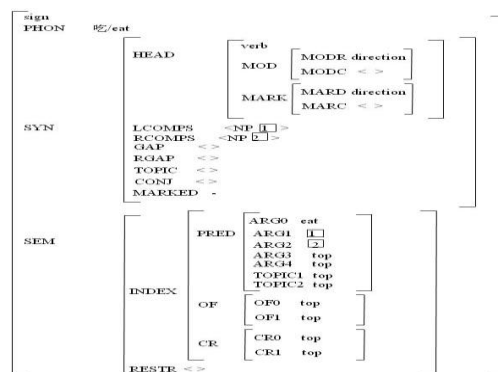 sign
PHON 吃/eat
HEAD verb
MOD MODR direction
MODC < >
MARK MARD direction
MARC < >
SYN LCOMPS <NP 1 >
RCOMPS <NP 2 >
GAP < >
RGAP < >
TOPIC < >
CONJ < >
MARKED -
SEM INDEX PRED ARG0 eat
ARG1 1
ARG2 2
ARG3 top
ARG4 top
TOPIC1 top
TOPIC2 top
OF OF0 top
OF1 top
CR CR0 top
CR1 top
RESTR < >